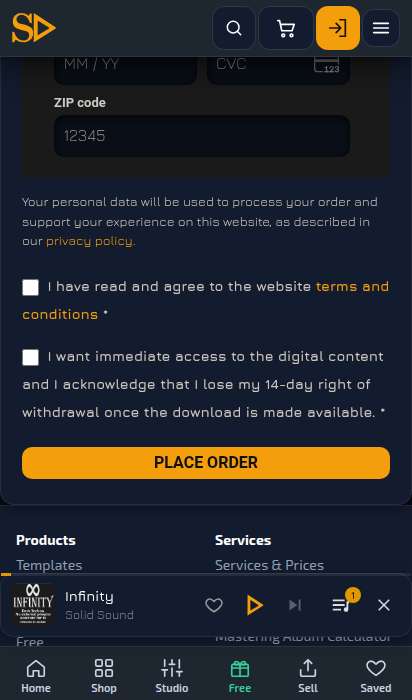 SD
MM / YY
CVC
123
ZIP code
12345
Your personal data will be used to process your order and
support your experience on this website, as described in
our privacy policy.
I have read and agree to the website terms and
conditions *
I want immediate access to the digital content
and I acknowledge that I lose my 14-day right of
withdrawal once the download is made available. *
PLACE ORDER
Products
Services
Templates
Services & Prices
INFINITY
Infinity
Solid Sound
1
Free
Mastering Album Calculator
Home
Shop
Studio
Free
Sell
Saved